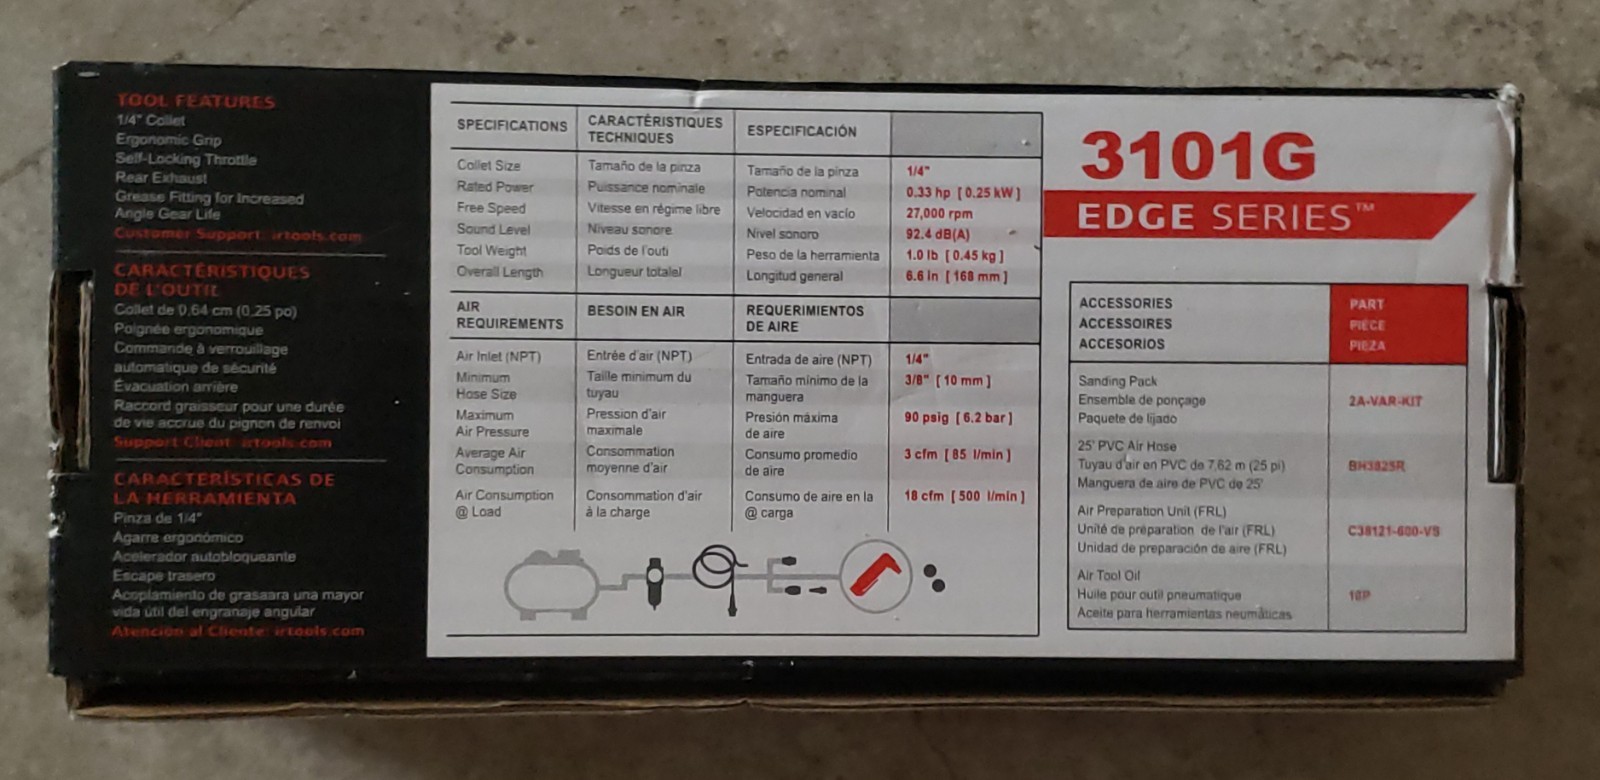 TOOL FEATURES
1/4" Collet
Ergonomic Grip
Self-Locking Throttle
Rear Exhaust
Grease Fitting for Increased
Angle Gear Life
Customer Support: irtools.com
CARACTÉRISTIQUES
DE L'OUTIL
Collet de 0,64 cm (0,25 po)
Poignée ergonomique
Commande à verrouillage
automatique de sécurité
Évacuation arrière
Raccord graisseur pour une durée
de vie accrue du pignon de renvoi
Support Client: irtools.com
CARACTERÍSTICAS DE
LA HERRAMIENTA
Pinza de 1/4"
Agarre ergonómico
Acelerador autobloqueante
Escape trasero
Acoplamiento de grasaara una mayor
vida útil del engranaje angular
Atención al Cliente: irtools.com
SPECIFICATIONS CARACTÉRISTIQUES TECHNIQUES ESPECIFICACIÓN
Collet Size Tamaño de la pinza Tamaño de la pinza 1/4"
Rated Power Puissance nominale Potencia nominal 0.33 hp [ 0.25 kW ]
Free Speed Vitesse en régime libre Velocidad en vacío 27,000 rpm
Sound Level Niveau sonore Nivel sonoro 92.4 dB(A)
Tool Weight Poids de l'outi Peso de la herramienta 1.0 lb [ 0.45 kg ]
Overall Length Longueur totalel Longitud general 6.6 in [ 168 mm ]
AIR REQUIREMENTS BESOIN EN AIR REQUERIMIENTOS DE AIRE
Air Inlet (NPT) Entrée d'air (NPT) Entrada de aire (NPT) 1/4"
Minimum Hose Size Taille minimum du tuyau Tamaño mínimo de la manguera 3/8" [ 10 mm ]
Maximum Air Pressure Pression d'air maximale Presión máxima de aire 90 psig [ 6.2 bar ]
Average Air Consumption Consommation moyenne d'air Consumo promedio de aire 3 cfm [ 85 l/min ]
Air Consumption @ Load Consommation d'air à la charge Consumo de aire en la @ carga 18 cfm [ 500 l/min ]
3101G
EDGE SERIES™
ACCESSORIES PART
ACCESSOIRES PIÈCE
ACCESORIOS PIEZA
Sanding Pack
Ensemble de ponçage 2A-VAR-KIT
Paquete de lijado
25' PVC Air Hose
Tuyau d'air en PVC de 7,62 m (25 pi) BH3825R
Manguera de aire de PVC de 25'
Air Preparation Unit (FRL)
Unité de préparation de l'air (FRL) C38121-600-VS
Unidad de preparación de aire (FRL)
Air Tool Oil
Huile pour outil pneumatique 10P
Aceite para herramientas neumáticas